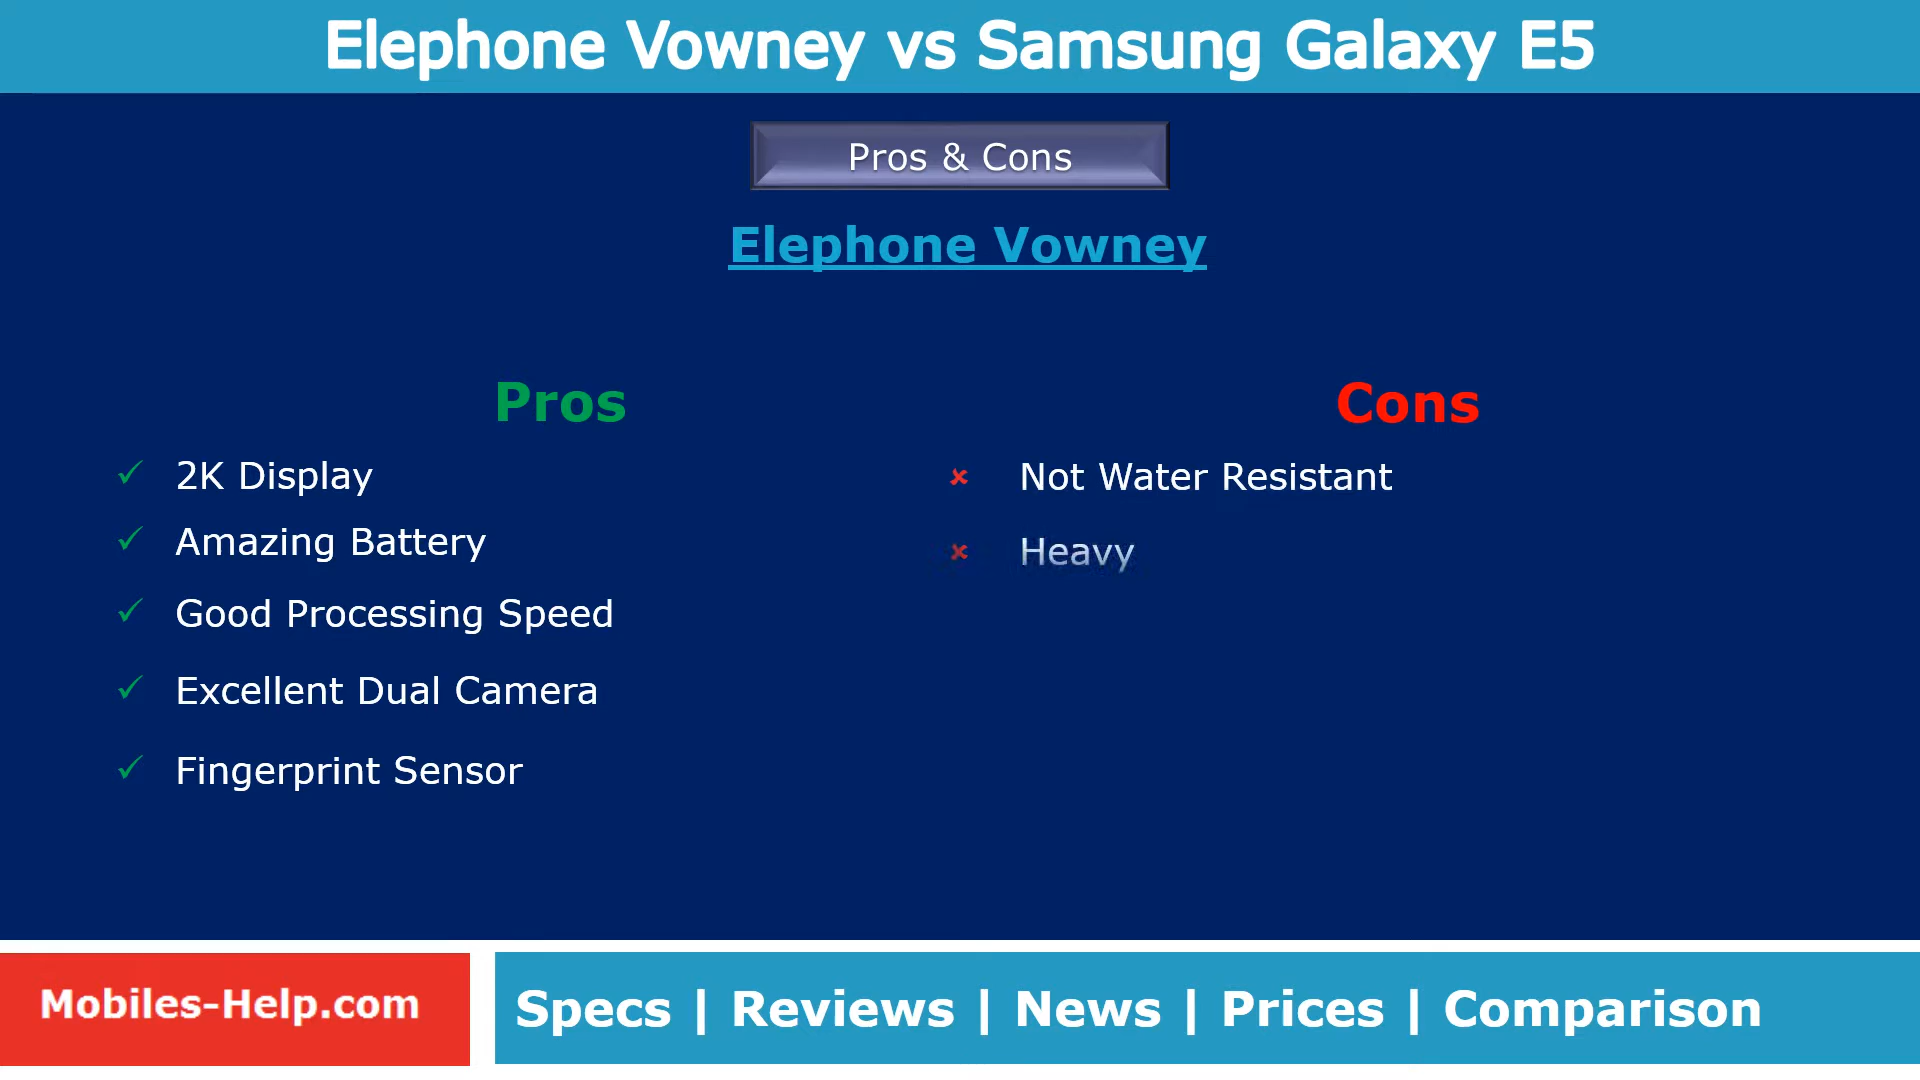 Elephone Vowney vs Samsung Galaxy E5
Pros & Cons
Elephone Vowney
Pros
2K Display
Amazing Battery
Good Processing Speed
Excellent Dual Camera
Fingerprint Sensor
Cons
Not Water Resistant
Heavy
Mobiles-Help.com
Specs | Reviews | News | Prices | Comparison